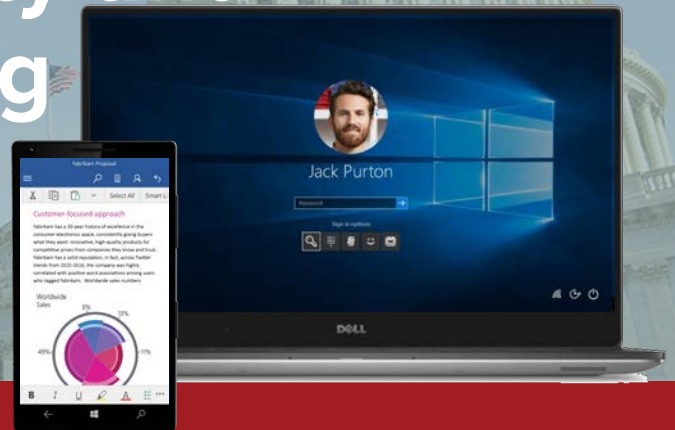 g
Jack Purton
Password
Sign-in options
DELL
Fabrikam Proposal
Select All Smart L
Customer-focused approach
Fabrikam has a 30-year history of excellence in the
consumer electronics space, consistently giving buyers
what they want: innovative, high-quality products for
competitive prices from companies they know and trust.
Fabrikam has a solid reputation, in fact, across Twitter
trends from 2015-2016, the company was highly
correlated with positive word associations among users
who tagged Fabrikam. Worldwide sales numbers
Worldwide
Sales
8%
13%
49%
11%
B I U A